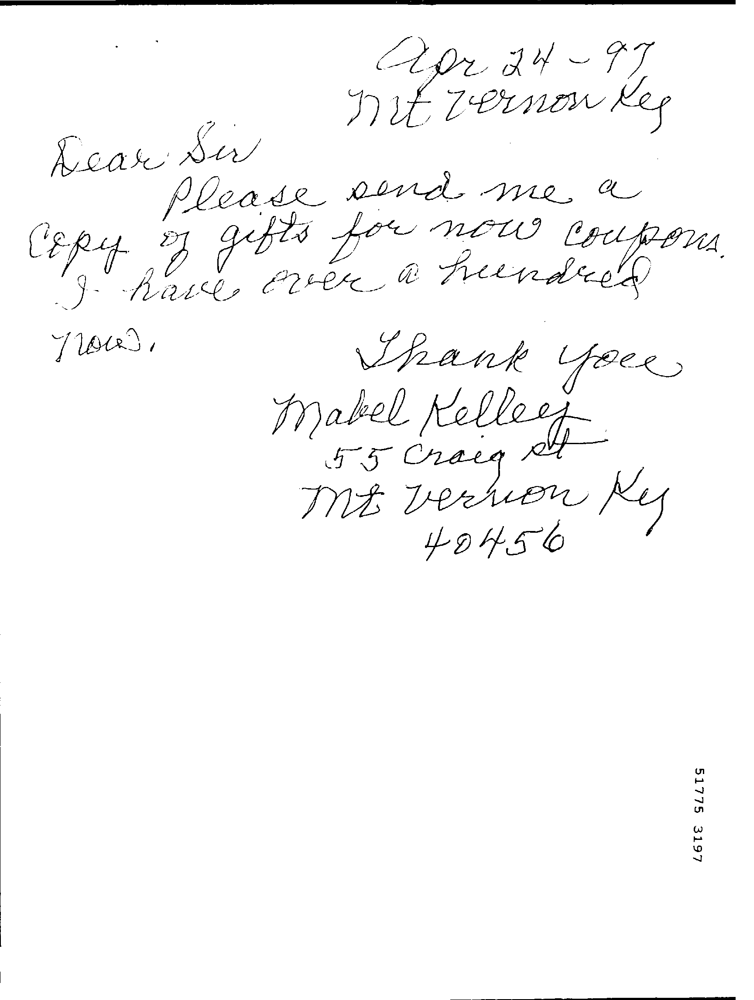 Apr 24 - 97
Mt Vernon Ky
Dear Sir
Please send me a
Copy of gifts for now coupons.
I have over a hundred
now.
Thank you
Mabel Kelley
55 Craig St
Mt Vernon Ky
40456
51775 3197